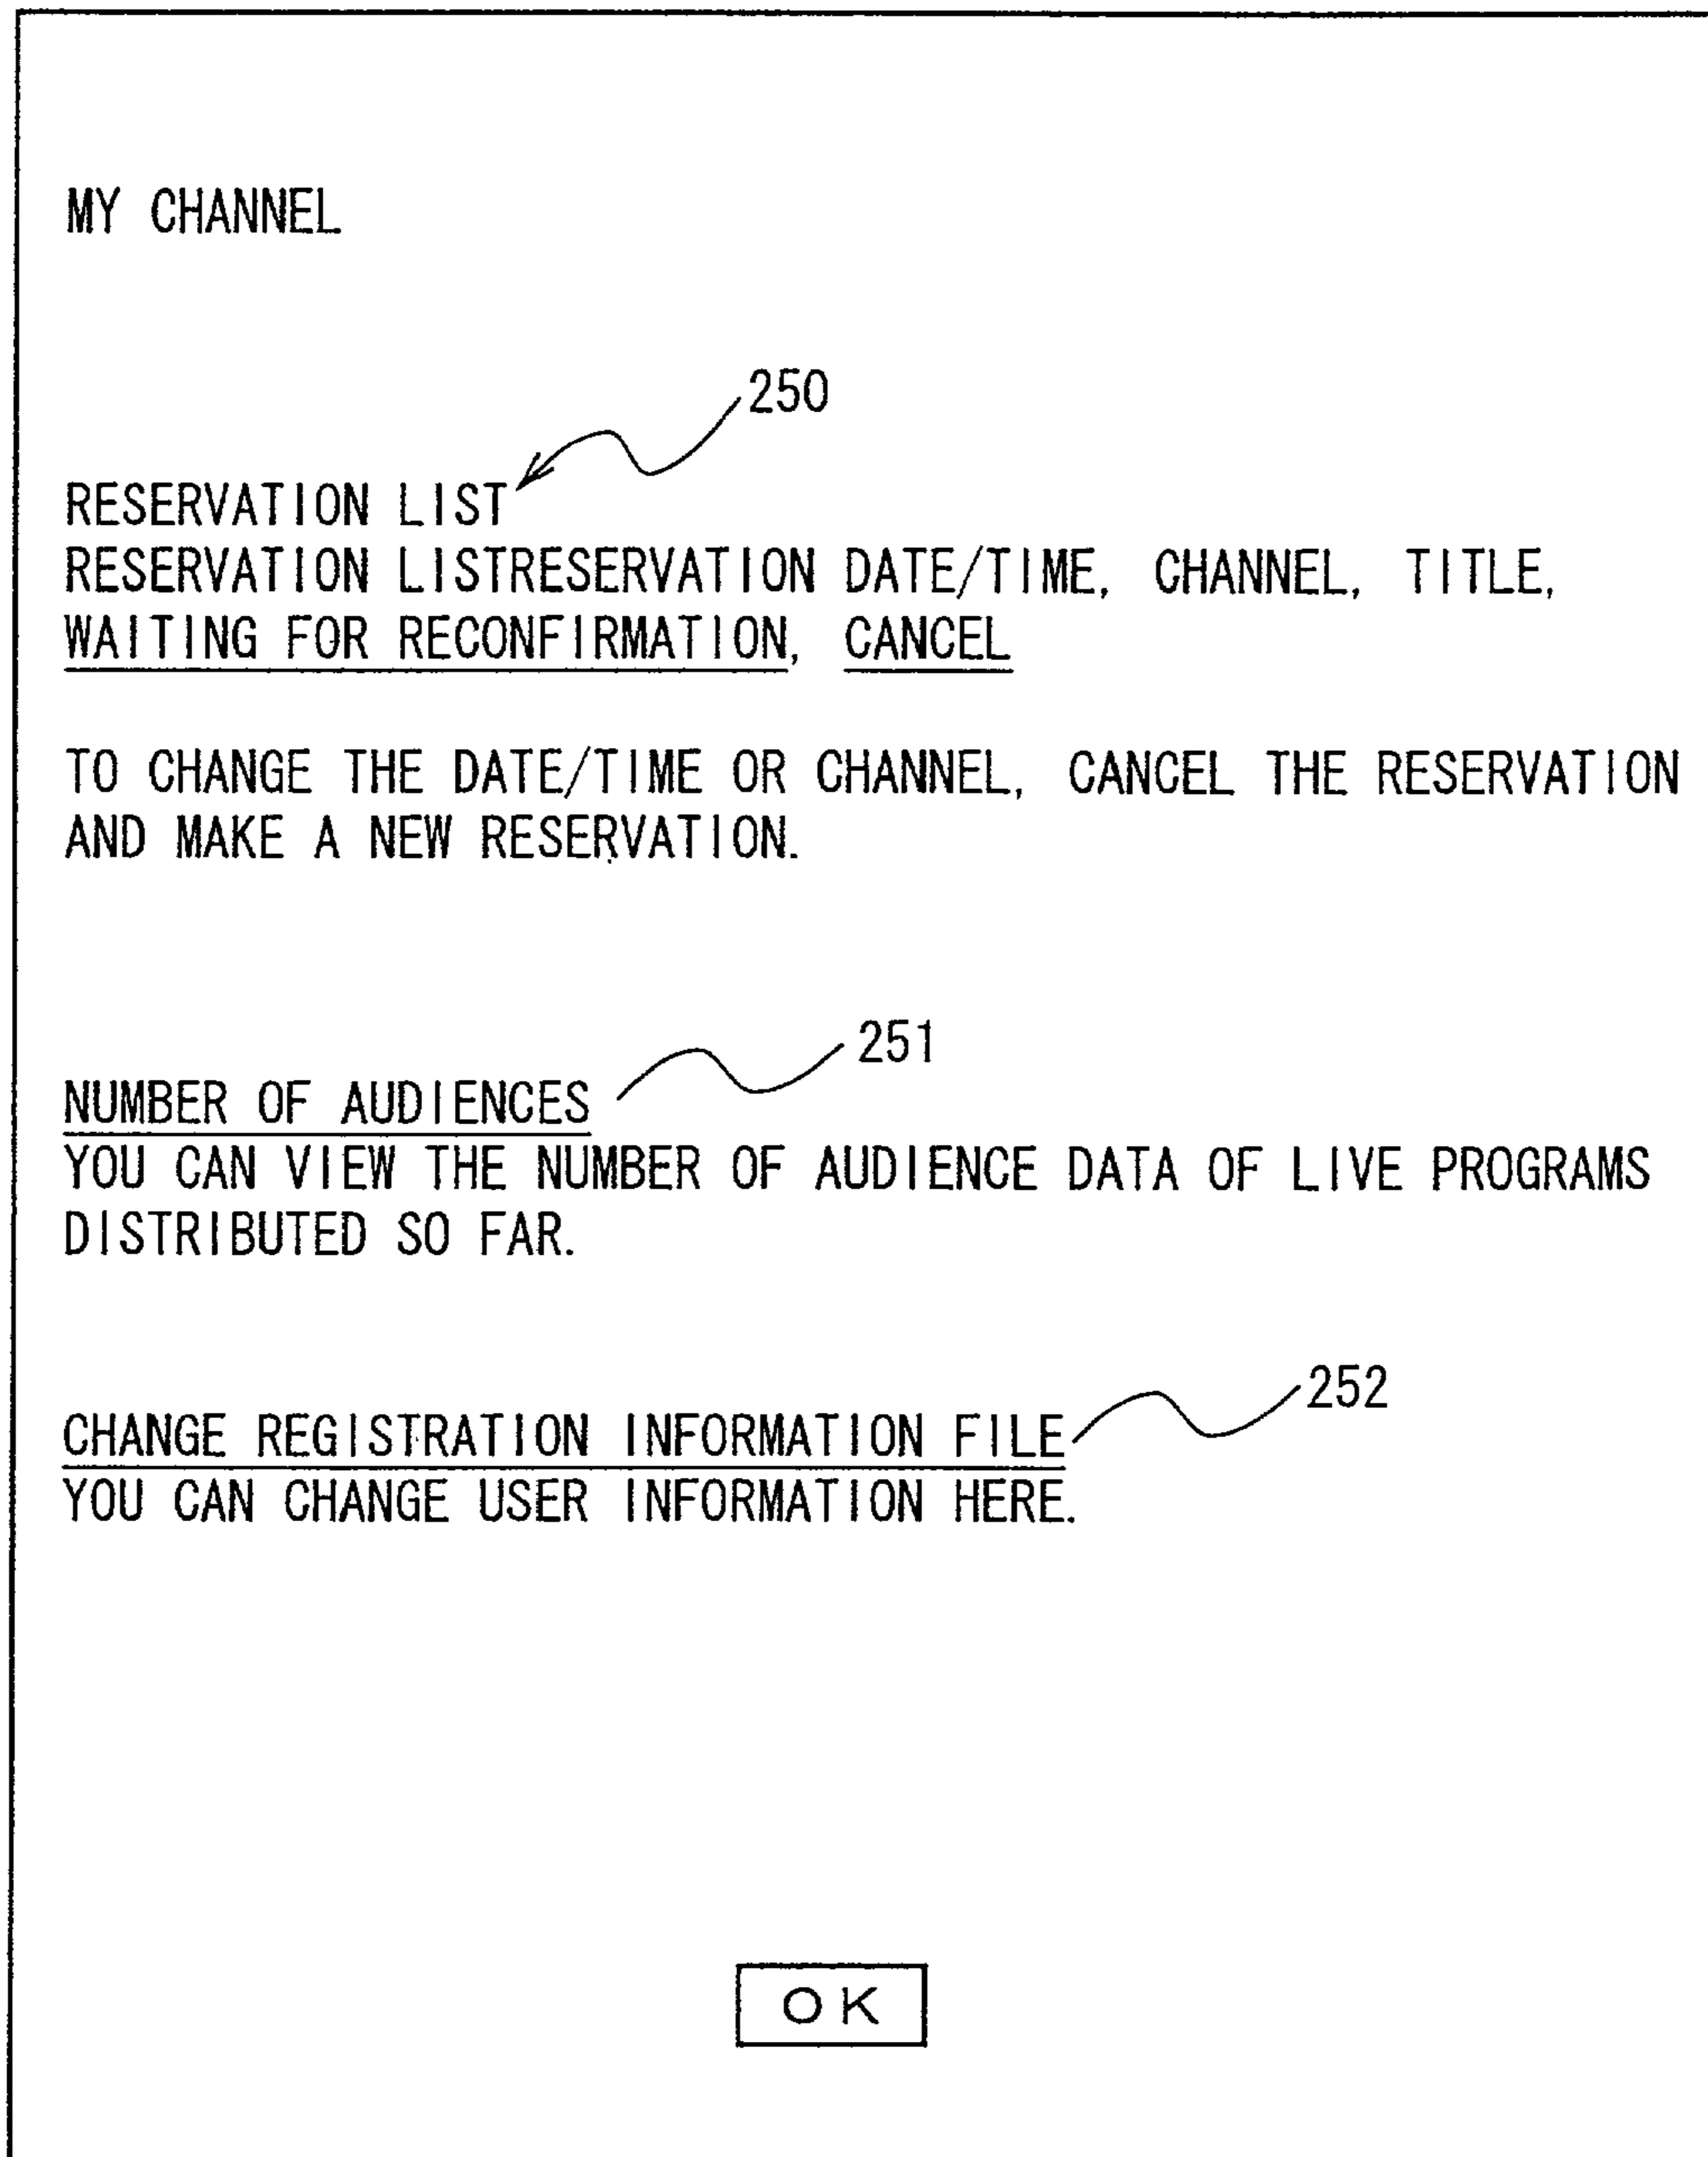 MY CHANNEL
250
RESERVATION LIST
RESERVATION LISTRESERVATION DATE/TIME, CHANNEL, TITLE,
WAITING FOR RECONFIRMATION, CANCEL
TO CHANGE THE DATE/TIME OR CHANNEL, CANCEL THE RESERVATION
AND MAKE A NEW RESERVATION.
251
NUMBER OF AUDIENCES
YOU CAN VIEW THE NUMBER OF AUDIENCE DATA OF LIVE PROGRAMS
DISTRIBUTED SO FAR.
252
CHANGE REGISTRATION INFORMATION FILE
YOU CAN CHANGE USER INFORMATION HERE.
OK